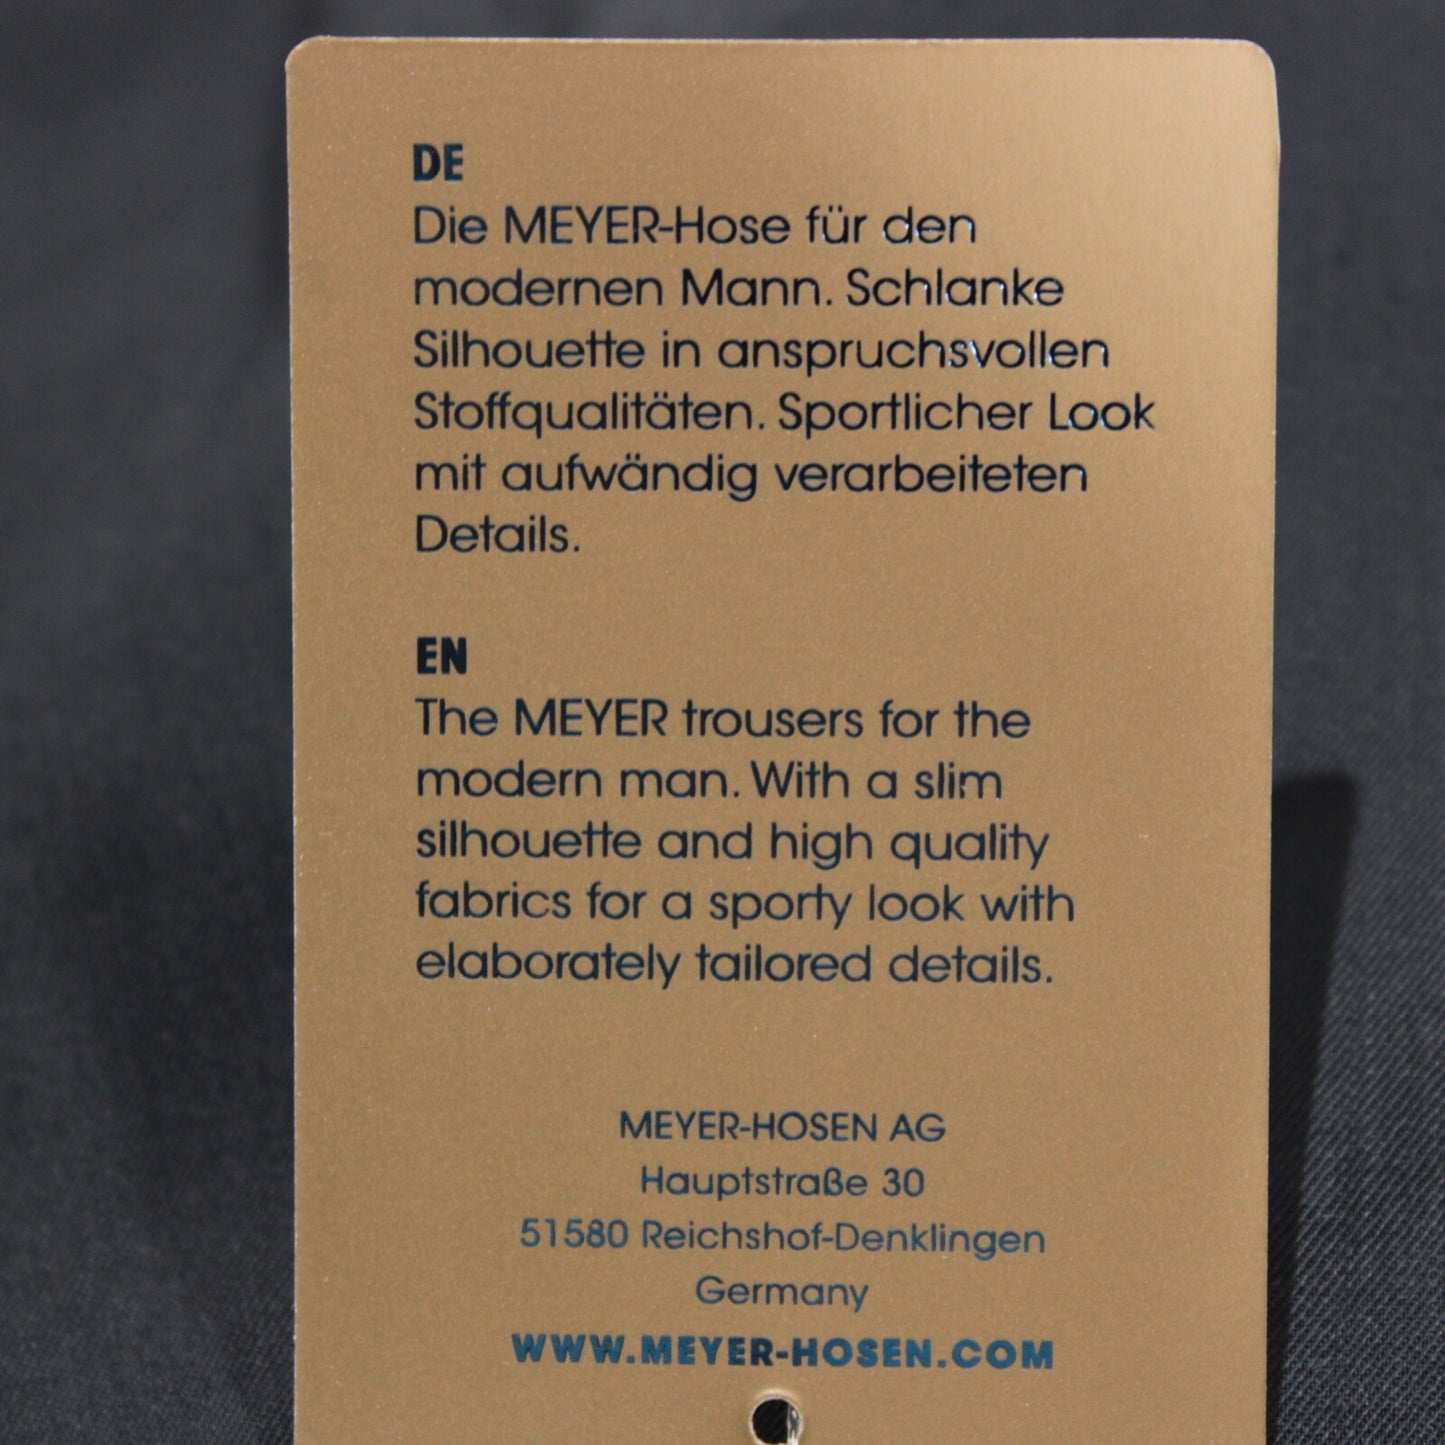 DE
Die MEYER-Hose für den
modernen Mann. Schlanke
Silhouette in anspruchsvollen
Stoffqualitäten. Sportlicher Look
mit aufwändig verarbeiteten
Details.
EN
The MEYER trousers for the
modern man. With a slim
silhouette and high quality
fabrics for a sporty look with
elaborately tailored details.
MEYER-HOSEN AG
Hauptstraße 30
51580 Reichshof-Denklingen
Germany
WWW.MEYER-HOSEN.COM